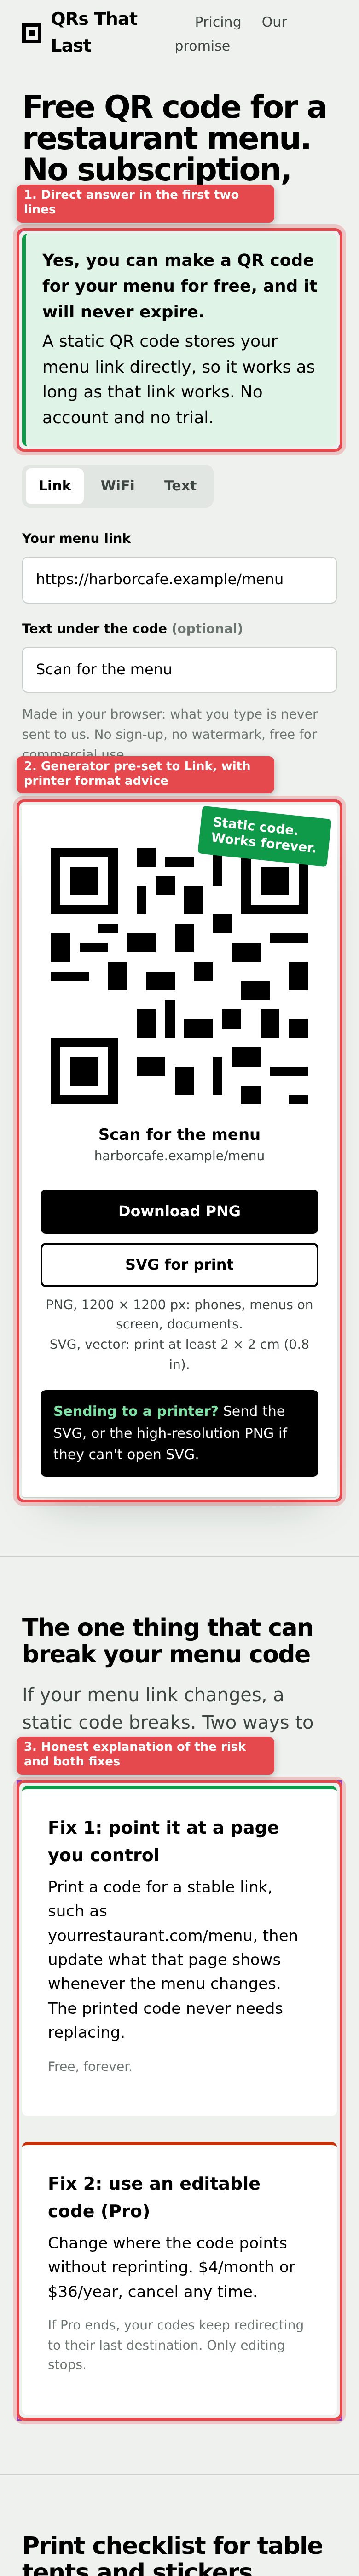 QRs That
Last
Pricing Our
promise
Free QR code for a
restaurant menu.
No subscription,
1. Direct answer in the first two
lines
Yes, you can make a QR code
for your menu for free, and it
will never expire.
A static QR code stores your
menu link directly, so it works as
long as that link works. No
account and no trial.
Link WiFi Text
Your menu link
https://harborcafe.example/menu
Text under the code (optional)
Scan for the menu
Made in your browser: what you type is never
sent to us. No sign-up, no watermark, free for
commercial use
2. Generator pre-set to Link, with
printer format advice
Static code.
Works forever.
Scan for the menu
harborcafe.example/menu
Download PNG
SVG for print
PNG, 1200 × 1200 px: phones, menus on
screen, documents.
SVG, vector: print at least 2 × 2 cm (0.8
in).
Sending to a printer? Send the
SVG, or the high-resolution PNG if
they can't open SVG.
The one thing that can
break your menu code
If your menu link changes, a
static code breaks. Two ways to
3. Honest explanation of the risk
and both fixes
Fix 1: point it at a page
you control
Print a code for a stable link,
such as
yourrestaurant.com/menu, then
update what that page shows
whenever the menu changes.
The printed code never needs
replacing.
Free, forever.
Fix 2: use an editable
code (Pro)
Change where the code points
without reprinting. $4/month or
$36/year, cancel any time.
If Pro ends, your codes keep redirecting
to their last destination. Only editing
stops.
Print checklist for table
tents and stickers